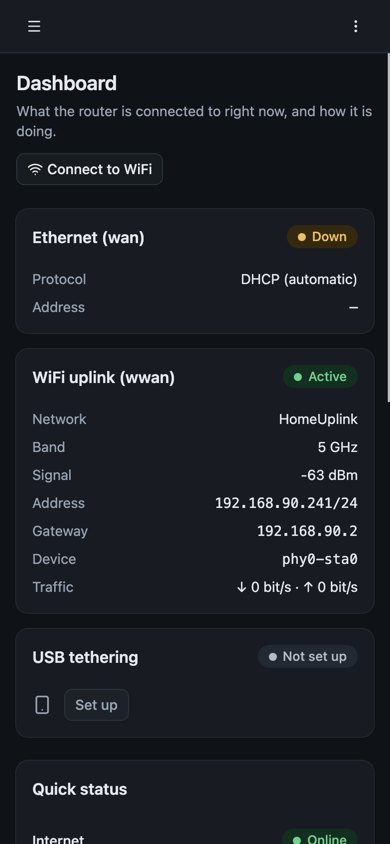 Dashboard
What the router is connected to right now, and how it is
doing.
Connect to WiFi
Ethernet (wan)
Down
Protocol
DHCP (automatic)
Address
–
WiFi uplink (wwan)
Active
Network
HomeUplink
Band
5 GHz
Signal
-63 dBm
Address
192.168.90.241/24
Gateway
192.168.90.2
Device
phy0-sta0
Traffic
↓ 0 bit/s · ↑ 0 bit/s
USB tethering
Not set up
Set up
Quick status
Internet
Online